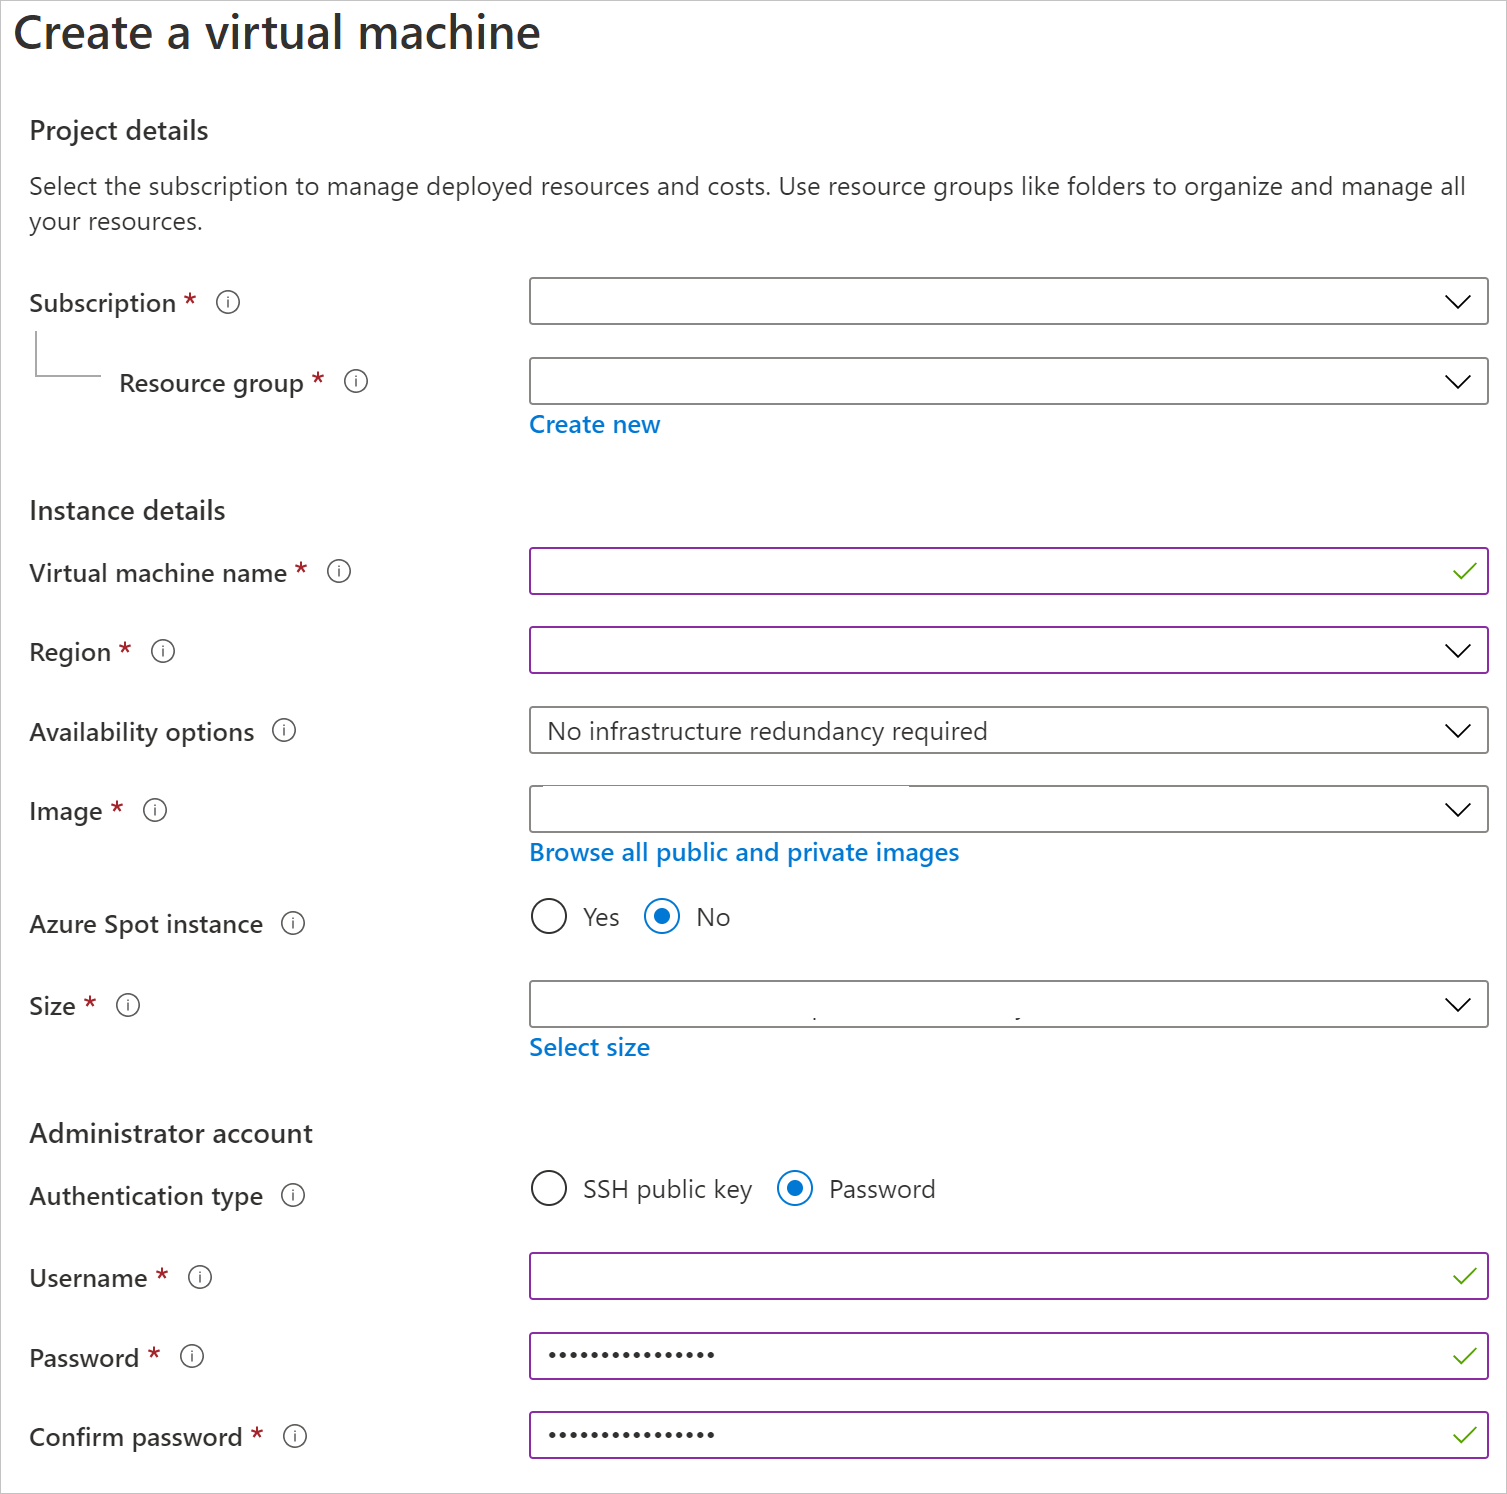 Create a virtual machine
Project details
Select the subscription to manage deployed resources and costs. Use resource groups like folders to organize and manage all
your resources.
Subscription *
Resource group *
Create new
Instance details
Virtual machine name *
Region *
Availability options
No infrastructure redundancy required
Image *
Browse all public and private images
Azure Spot instance
Yes No
Size *
Select size
Administrator account
Authentication type
SSH public key Password
Username *
Password *
••••••••••••••••
Confirm password *
••••••••••••••••